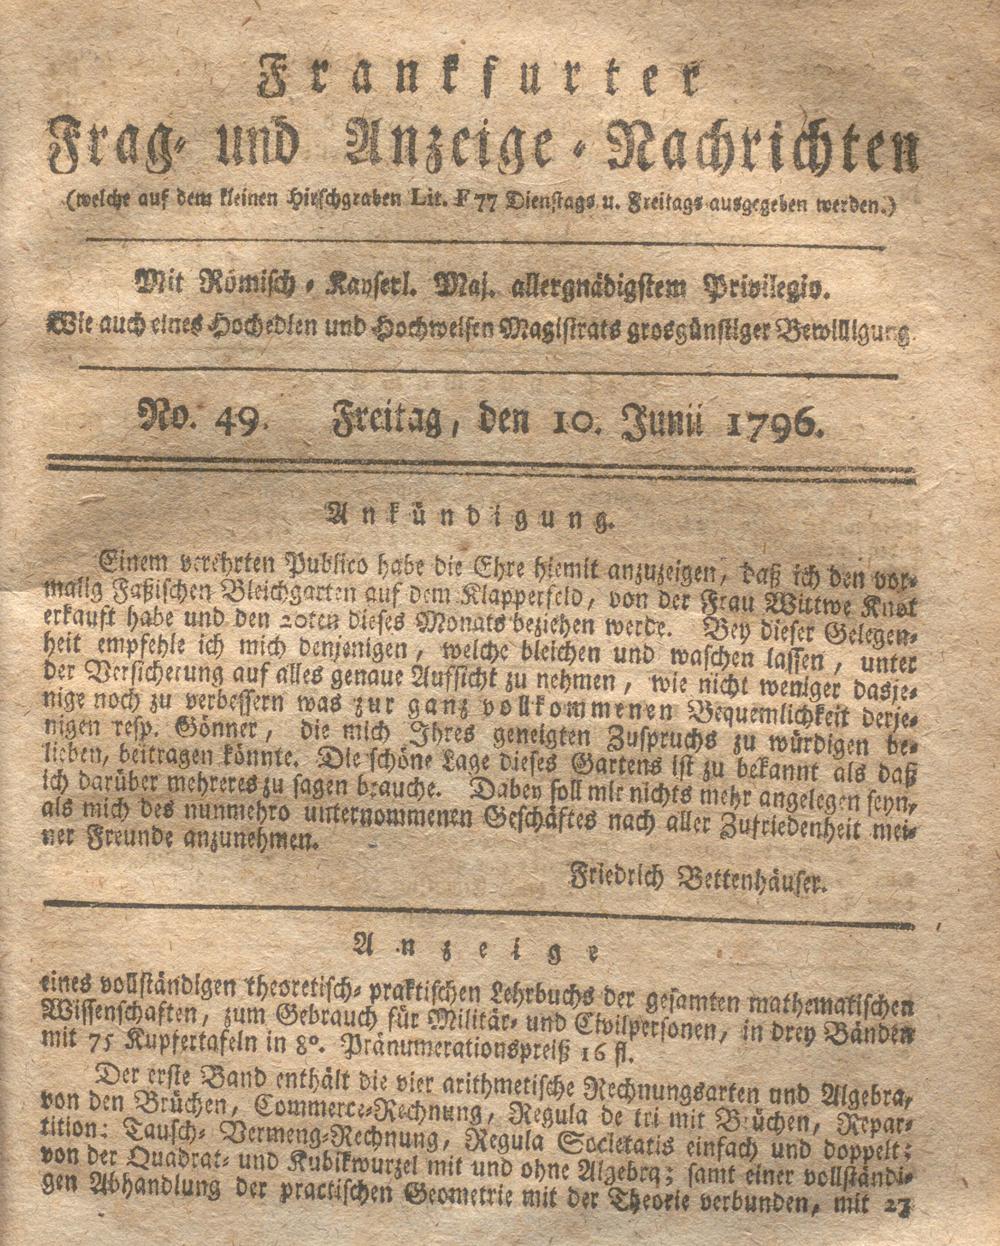 Frankfurter
Frag- und Anzeige-Nachrichten
(welche auf dem kleinen Hirschgraben Lit. F 77 Dienstags u. Freitags ausgegeben werden.)
Mit Römisch-Kayserl. Maj. allergnädigstem Privilegio.
Wie auch eines Hochedlen und Hochweisen Magistrats grosgünstiger Bewilligung
No. 49. Freitag, den 10. Junii 1796.
Ankündigung.
Einem verehrten Publico habe die Ehre hiemit anzuzeigen, daß ich den vor-
malig Faßischen Bleichgarten auf dem Klapperfeld, von der Frau Wittwe Knot
erkauft habe und den 20ten dieses Monats beziehen werde. Bey dieser Gelegen-
heit empfehle ich mich denjenigen, welche bleichen und waschen lassen, unter
der Versicherung auf alles genaue Aufsicht zu nehmen, wie nicht weniger dasje-
nige noch zu verbessern was zur ganz vollkommenen Bequemlichkeit derje-
nigen resp. Gönner, die mich Ihres geneigten Zuspruchs zu würdigen be-
lieben, beitragen könnte. Die schöne Lage dieses Gartens ist zu bekannt als daß
ich darüber mehreres zu sagen brauche. Dabey soll mir nichts mehr angelegen seyn,
als mich des nunmehro unternommenen Geschäftes nach aller Zufriedenheit mei-
ner Freunde anzunehmen.
Friedrich Bettenhäuser.
Anzeige
eines vollständigen theoretisch-praktischen Lehrbuchs der gesamten mathematischen
Wissenschaften, zum Gebrauch für Militär- und Civilpersonen, in drey Bänden
mit 75 Kupfertafeln in 8°. Pränumerationspreiß 16 fl.
Der erste Band enthält die vier arithmetische Rechnungsarten und Algebra,
von den Brüchen, Commerce-Rechnung, Regula de tri mit Brüchen, Repar-
tition: Tausch- Vermeng-Rechnung, Regula Societatis einfach und doppelt;
von der Quadrat- und Kubikwurzel mit und ohne Algebra; samt einer vollständi-
gen Abhandlung der practischen Geometrie mit der Theorie verbunden, mit 27